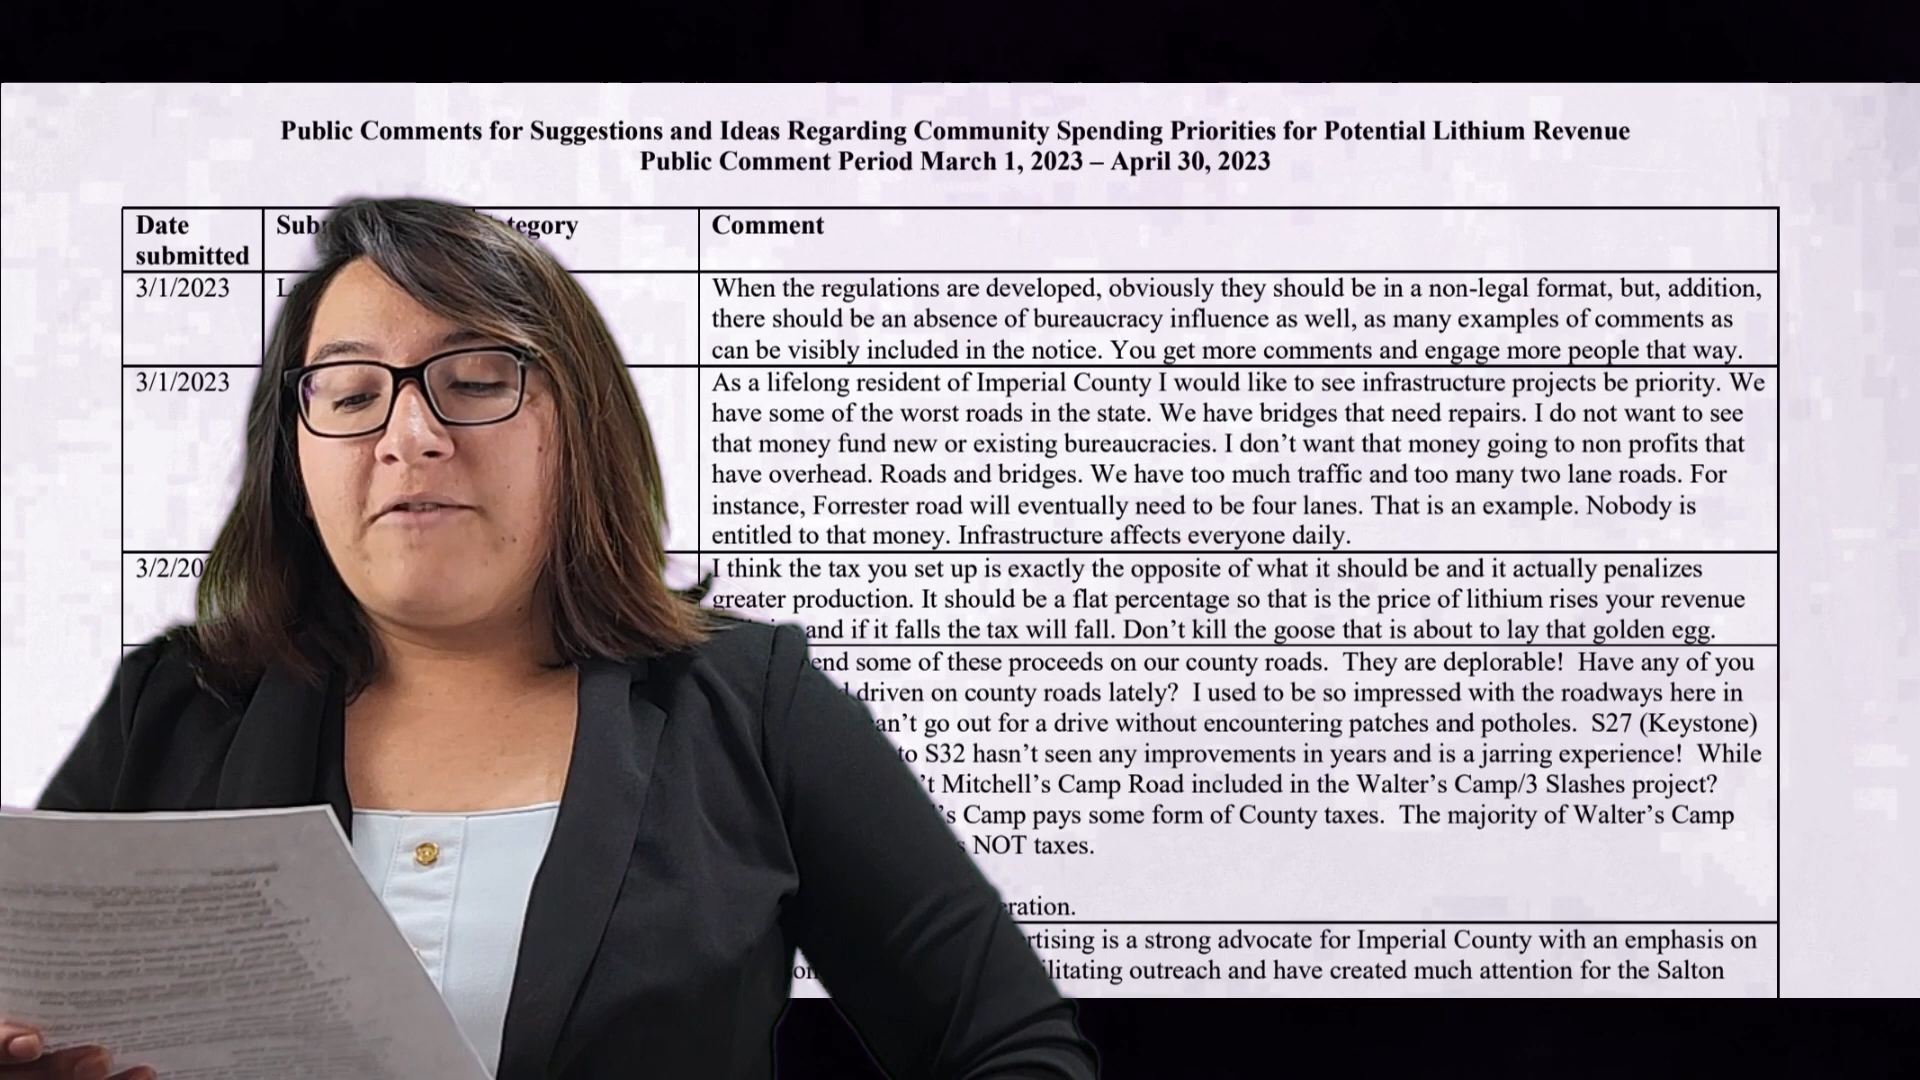 Public Comments for Suggestions and Ideas Regarding Community Spending Priorities for Potential Lithium Revenue
Public Comment Period March 1, 2023 – April 30, 2023
Date
submitted
Comment
3/1/2023
When the regulations are developed, obviously they should be in a non-legal format, but, addition,
there should be an absence of bureaucracy influence as well, as many examples of comments as
can be visibly included in the notice. You get more comments and engage more people that way.
3/1/2023
As a lifelong resident of Imperial County I would like to see infrastructure projects be priority. We
have some of the worst roads in the state. We have bridges that need repairs. I do not want to see
that money fund new or existing bureaucracies. I don’t want that money going to non profits that
have overhead. Roads and bridges. We have too much traffic and too many two lane roads. For
instance, Forrester road will eventually need to be four lanes. That is an example. Nobody is
entitled to that money. Infrastructure affects everyone daily.
I think the tax you set up is exactly the opposite of what it should be and it actually penalizes
greater production. It should be a flat percentage so that is the price of lithium rises your revenue
and if it falls the tax will fall. Don’t kill the goose that is about to lay that golden egg.
some of these proceeds on our county roads. They are deplorable! Have any of you
driven on county roads lately? I used to be so impressed with the roadways here in
go out for a drive without encountering patches and potholes. S27 (Keystone)
to S32 hasn’t seen any improvements in years and is a jarring experience! While
Mitchell’s Camp Road included in the Walter’s Camp/3 Slashes project?
Camp pays some form of County taxes. The majority of Walter’s Camp
NOT taxes.
is a strong advocate for Imperial County with an emphasis on
outreach and have created much attention for the Salton